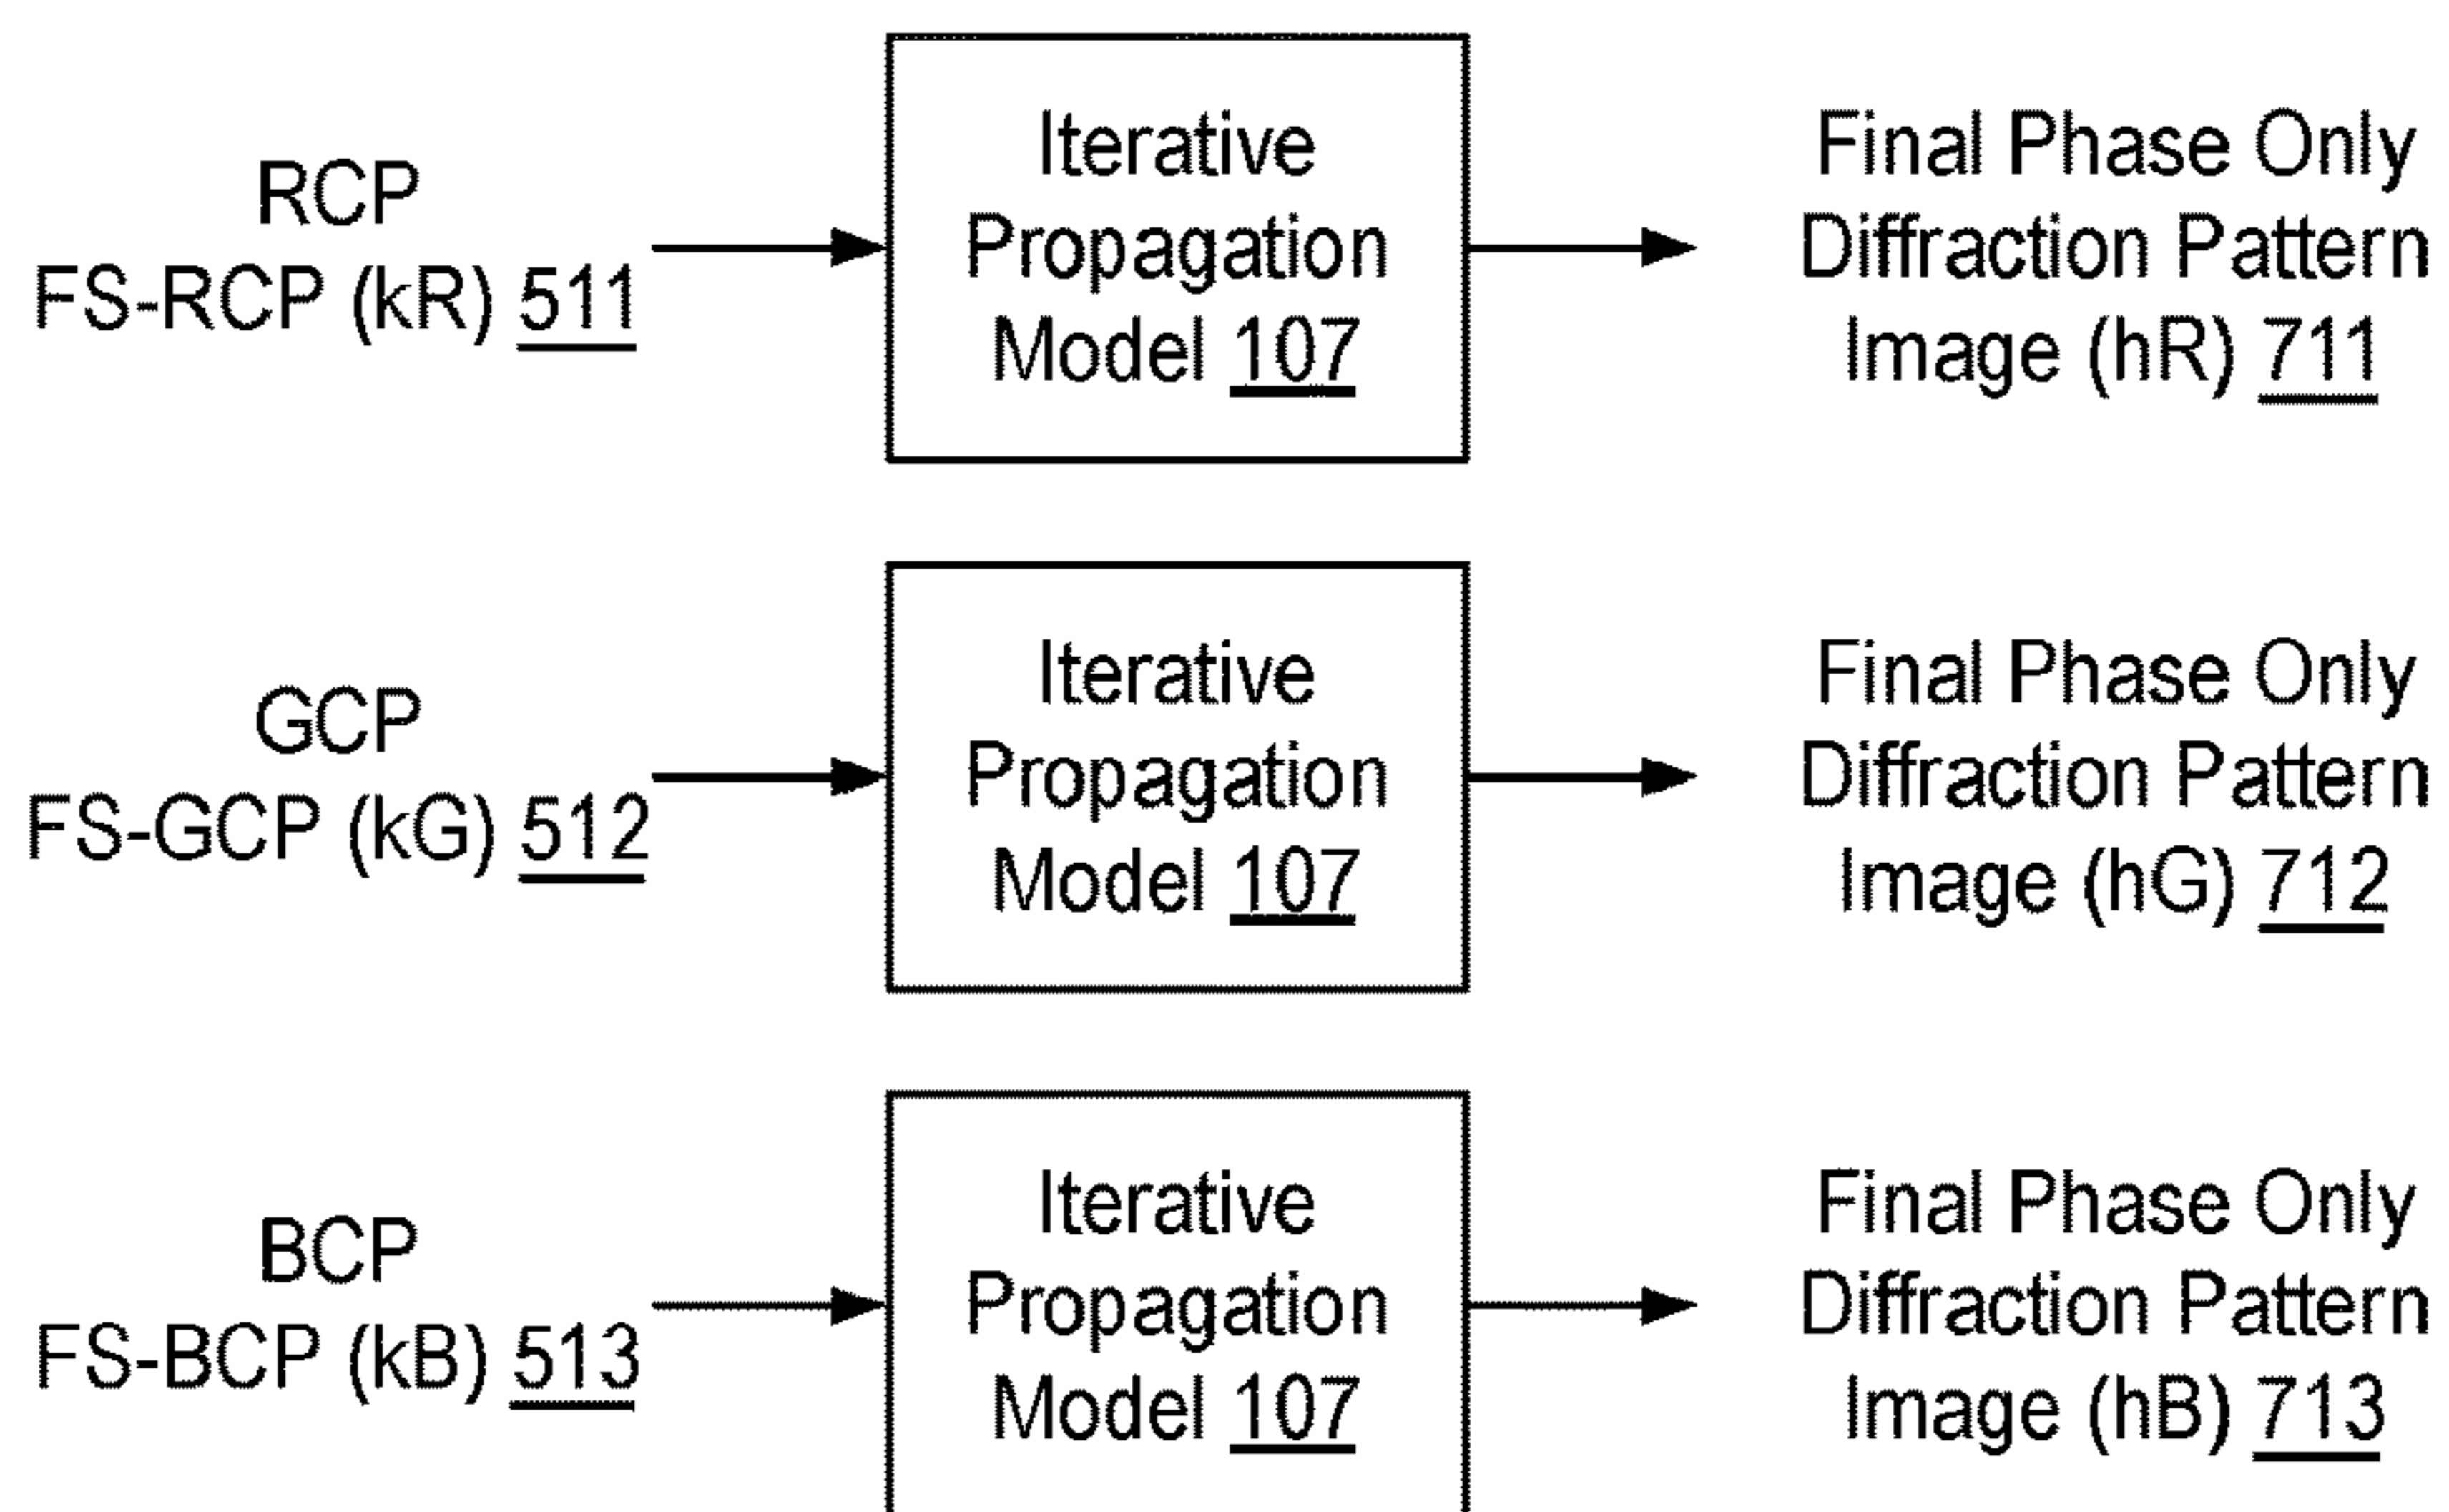 RCP
FS-RCP (kR) 511
Iterative
Propagation
Model 107
Final Phase Only
Diffraction Pattern
Image (hR) 711
GCP
FS-GCP (kG) 512
Iterative
Propagation
Model 107
Final Phase Only
Diffraction Pattern
Image (hG) 712
BCP
FS-BCP (kB) 513
Iterative
Propagation
Model 107
Final Phase Only
Diffraction Pattern
Image (hB) 713